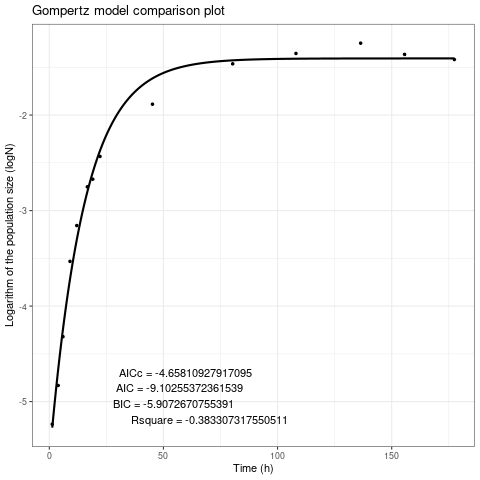 Gompertz model comparison plot
Logarithm of the population size (logN)
-2
-3
-4
-5
AICc = -4.65810927917095
AIC = -9.10255372361539
BIC = -5.9072670755391
Rsquare = -0.383307317550511
0
50
100
150
Time (h)